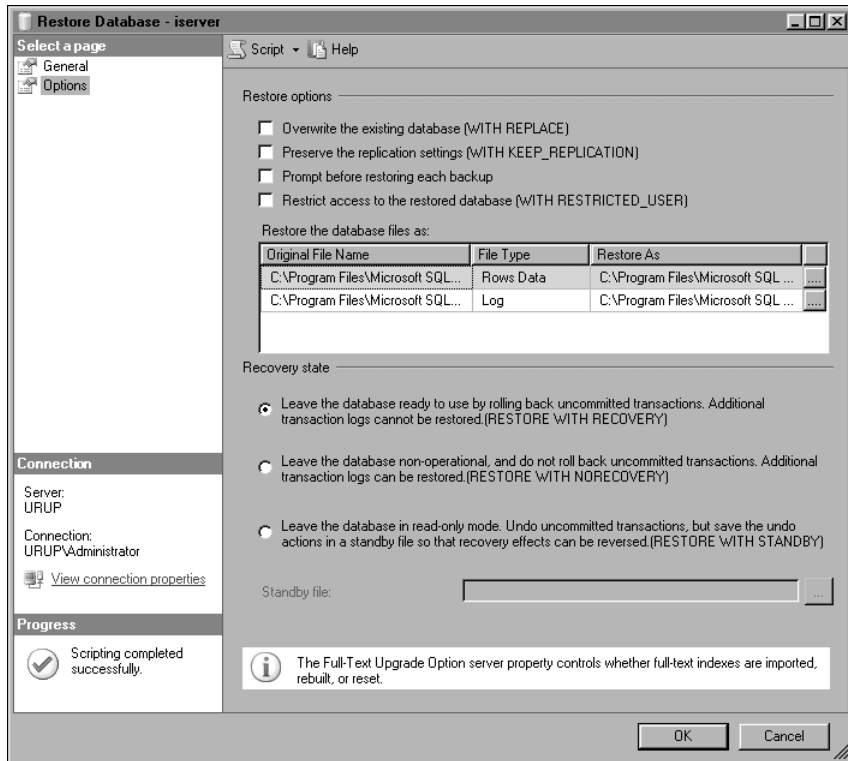 Restore Database - iserver
Select a page
General
Options
Script
Help
Restore options
Overwrite the existing database (WITH REPLACE)
Preserve the replication settings (WITH KEEP_REPLICATION)
Prompt before restoring each backup
Restrict access to the restored database (WITH RESTRICTED_USER)
Restore the database files as:
Original File Name File Type Restore As
C:\Program Files\Microsoft SQL... Rows Data C:\Program Files\Microsoft SQL ... ...
C:\Program Files\Microsoft SQL... Log C:\Program Files\Microsoft SQL ... ...
Recovery state
Leave the database ready to use by rolling back uncommitted transactions. Additional
transaction logs cannot be restored.(RESTORE WITH RECOVERY)
Leave the database non-operational, and do not roll back uncommitted transactions. Additional
transaction logs can be restored.(RESTORE WITH NORECOVERY)
Leave the database in read-only mode. Undo uncommitted transactions, but save the undo
actions in a standby file so that recovery effects can be reversed.(RESTORE WITH STANDBY)
Standby file:
...
Connection
Server:
URUP
Connection:
URUP\Administrator
View connection properties
Progress
Scripting completed
successfully.
The Full-Text Upgrade Option server property controls whether full-text indexes are imported,
rebuilt, or reset.
OK
Cancel